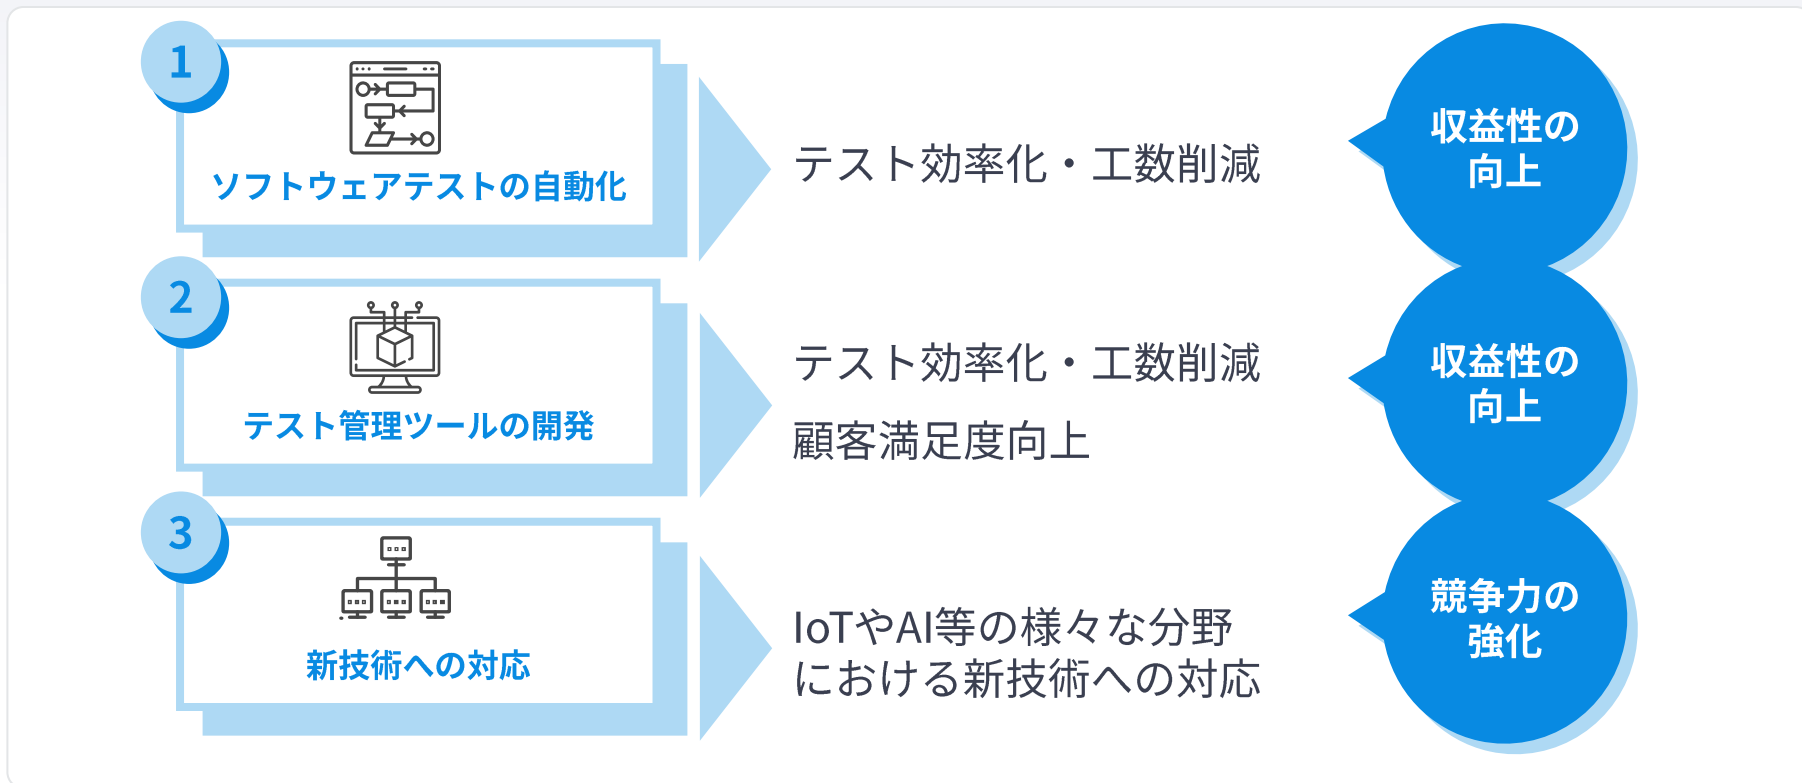 1
ソフトウェアテストの自動化
テスト効率化・工数削減
収益性の
向上
2
テスト管理ツールの開発
テスト効率化・工数削減
顧客満足度向上
収益性の
向上
3
新技術への対応
IoTやAI等の様々な分野
における新技術への対応
競争力の
強化